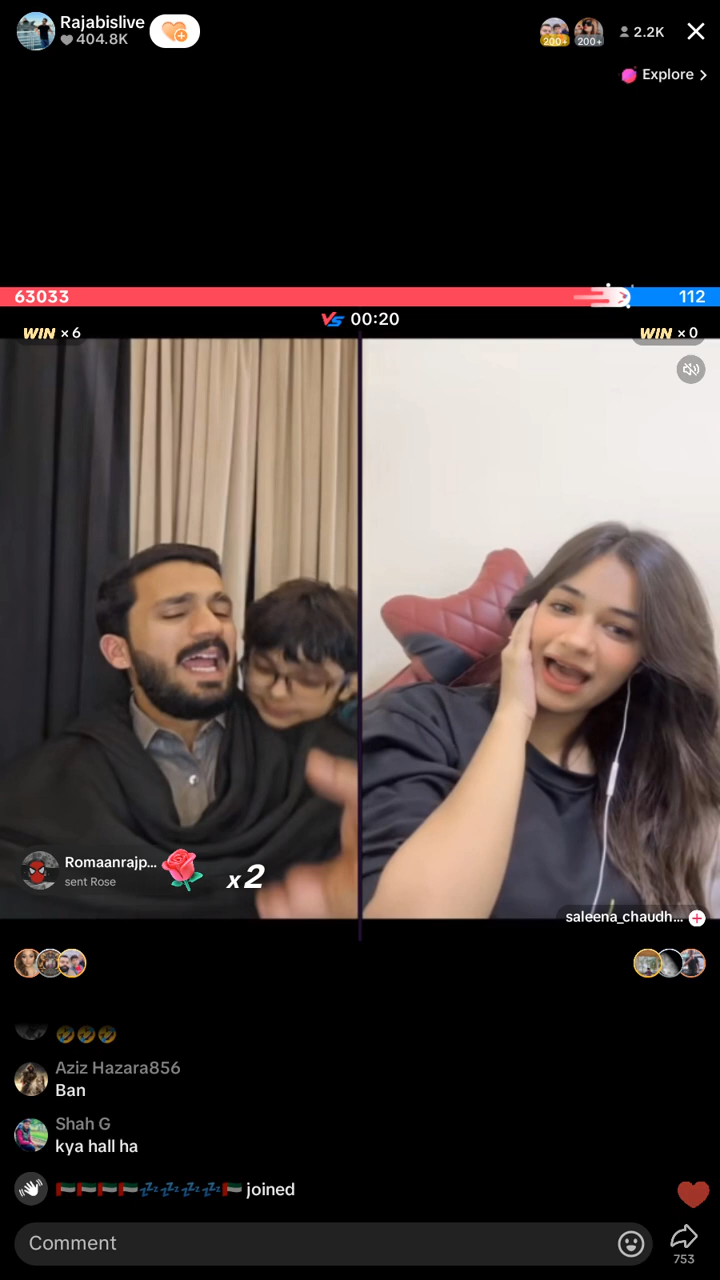 Rajabislive
404.8K
200+
200+
2.2K
Explore
63033
112
VS 00:20
WIN x 6
WIN x 0
Romaanrajp...
sent Rose
x2
saleena_chaudh...
🤣🤣🤣
Aziz Hazara856
Ban
Shah G
kya hall ha
🇦🇪🇦🇪🇦🇪🇦🇪💤💤💤💤🇦🇪 joined
Comment
753